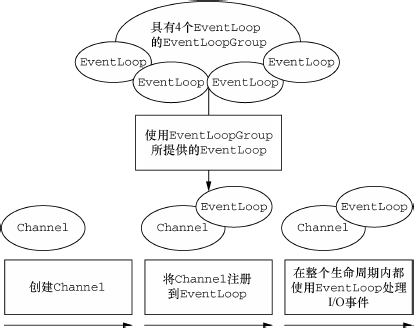 具有4个EventLoop
的EventLoopGroup
EventLoop
EventLoop
EventLoop
EventLoop
使用EventLoopGroup
所提供的EventLoop
EventLoop
EventLoop
Channel
Channel
Channel
创建Channel
将Channel注册
到EventLoop
在整个生命周期内都
使用EventLoop处理
I/O事件